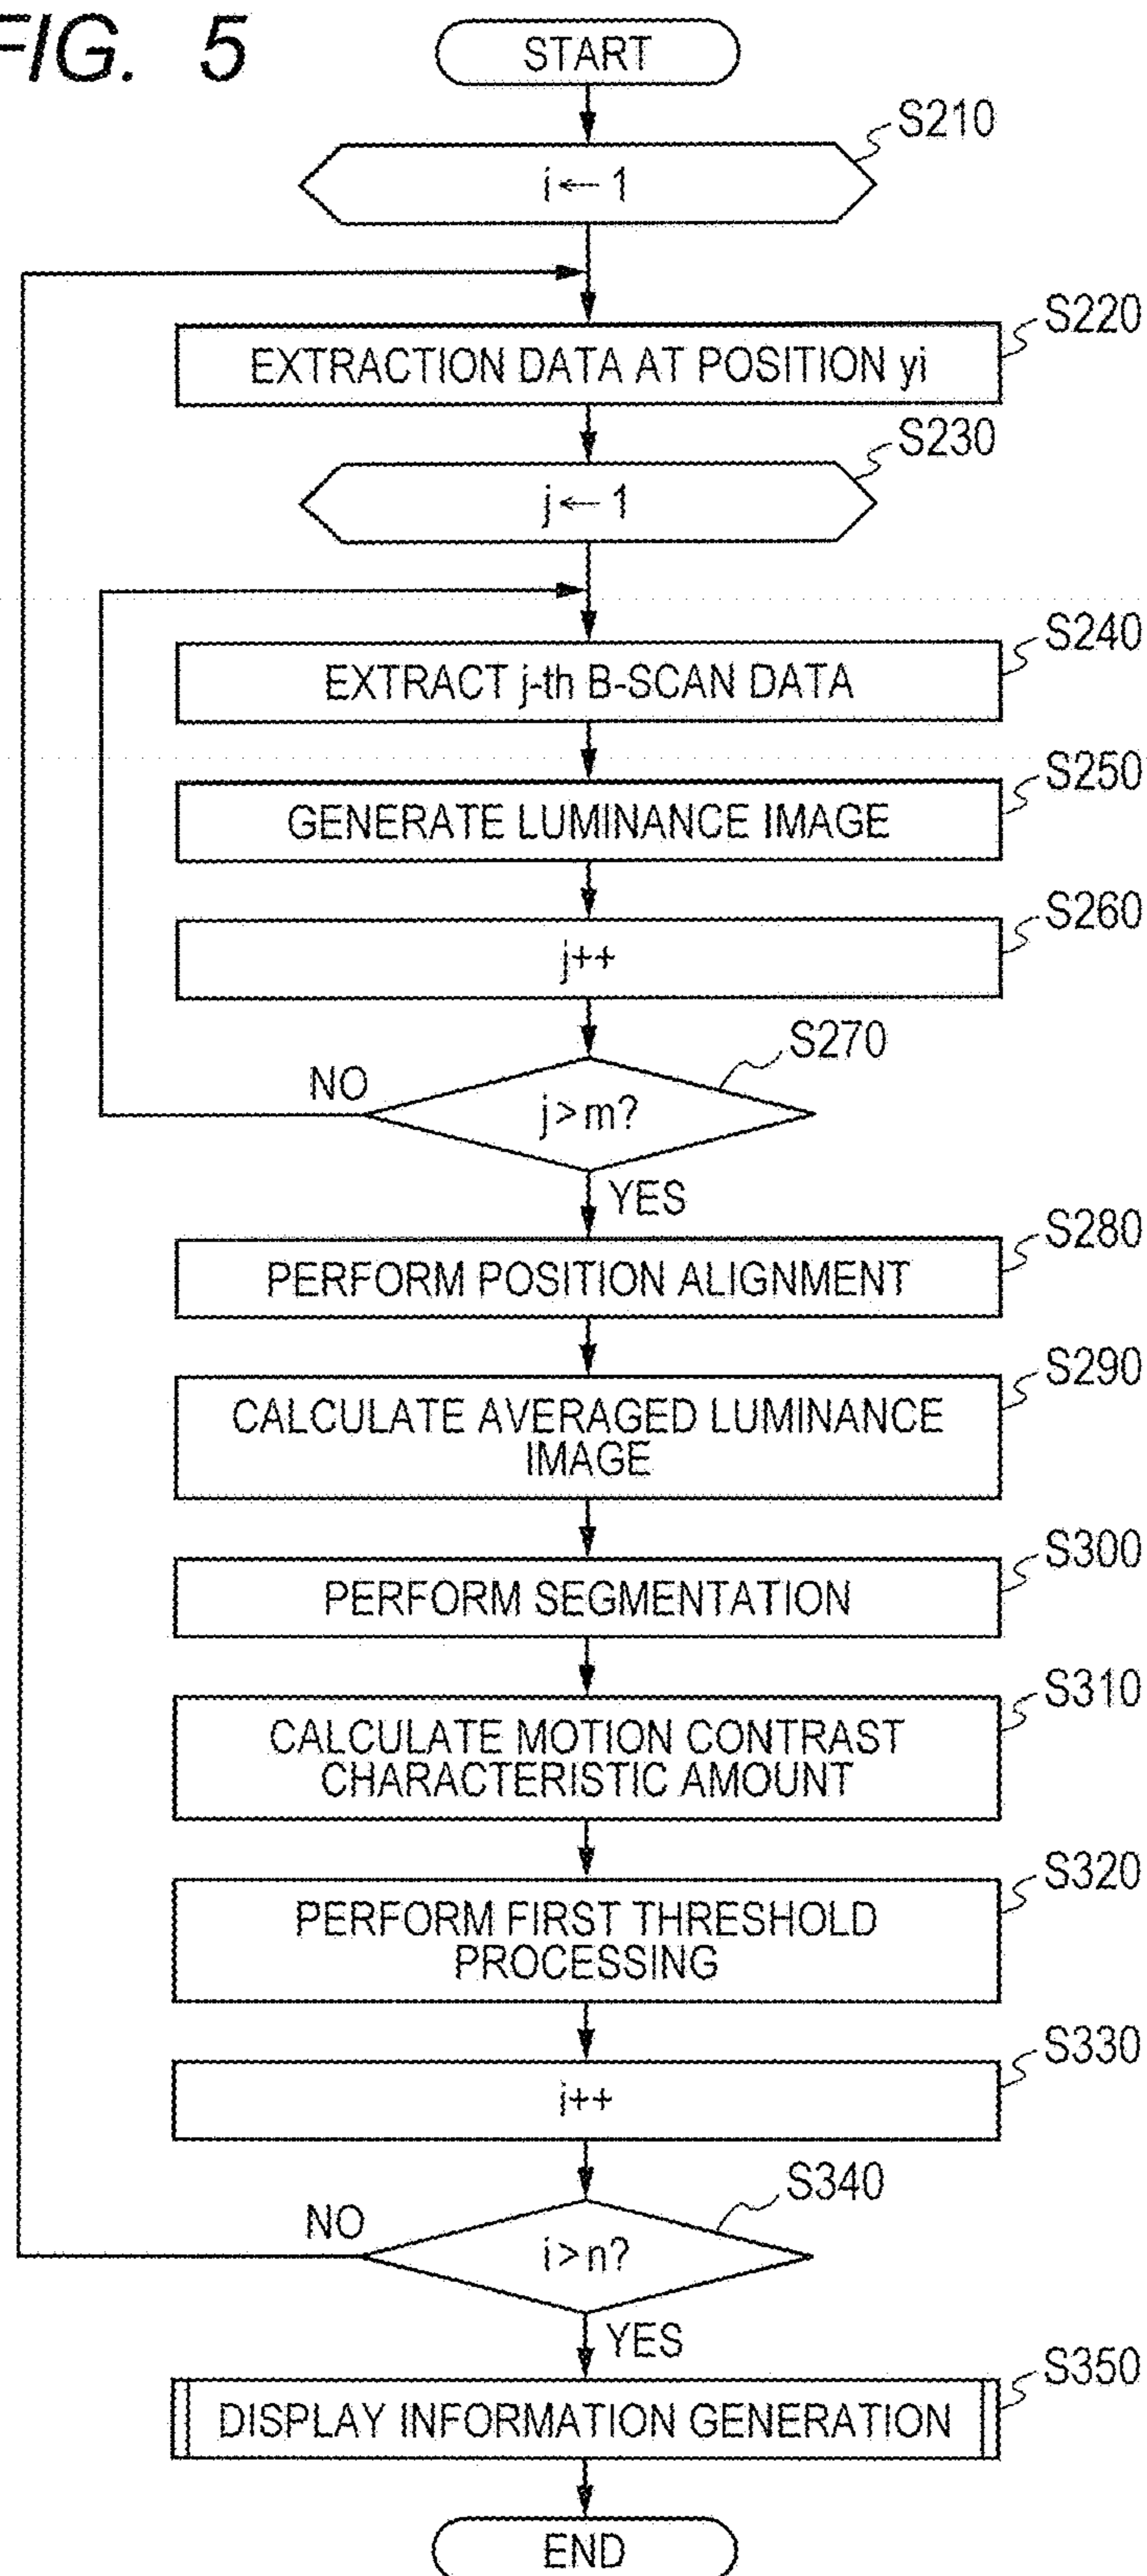 FIG. 5
START
S210
i ← 1
S220
EXTRACTION DATA AT POSITION yi
S230
j ← 1
S240
EXTRACT j-th B-SCAN DATA
S250
GENERATE LUMINANCE IMAGE
S260
j++
S270
NO
j > m?
YES
S280
PERFORM POSITION ALIGNMENT
S290
CALCULATE AVERAGED LUMINANCE
IMAGE
S300
PERFORM SEGMENTATION
S310
CALCULATE MOTION CONTRAST
CHARACTERISTIC AMOUNT
S320
PERFORM FIRST THRESHOLD
PROCESSING
S330
j++
S340
NO
i > n?
YES
S350
DISPLAY INFORMATION GENERATION
END